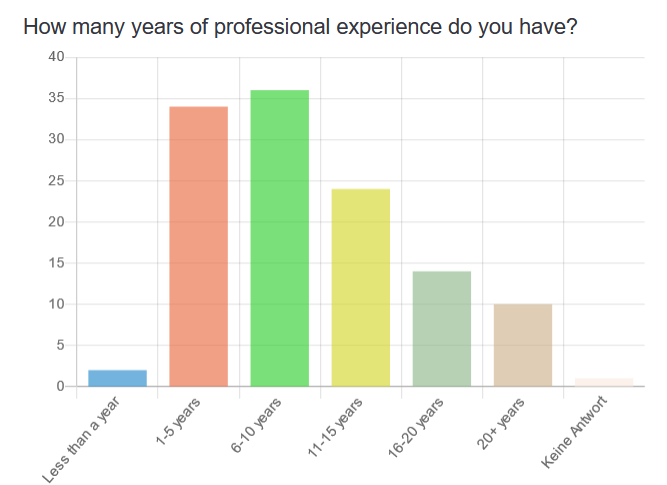 How many years of professional experience do you have?
40
35
30
25
20
15
10
5
0
Less than a year
1-5 years
6-10 years
11-15 years
16-20 years
20+ years
Keine Antwort